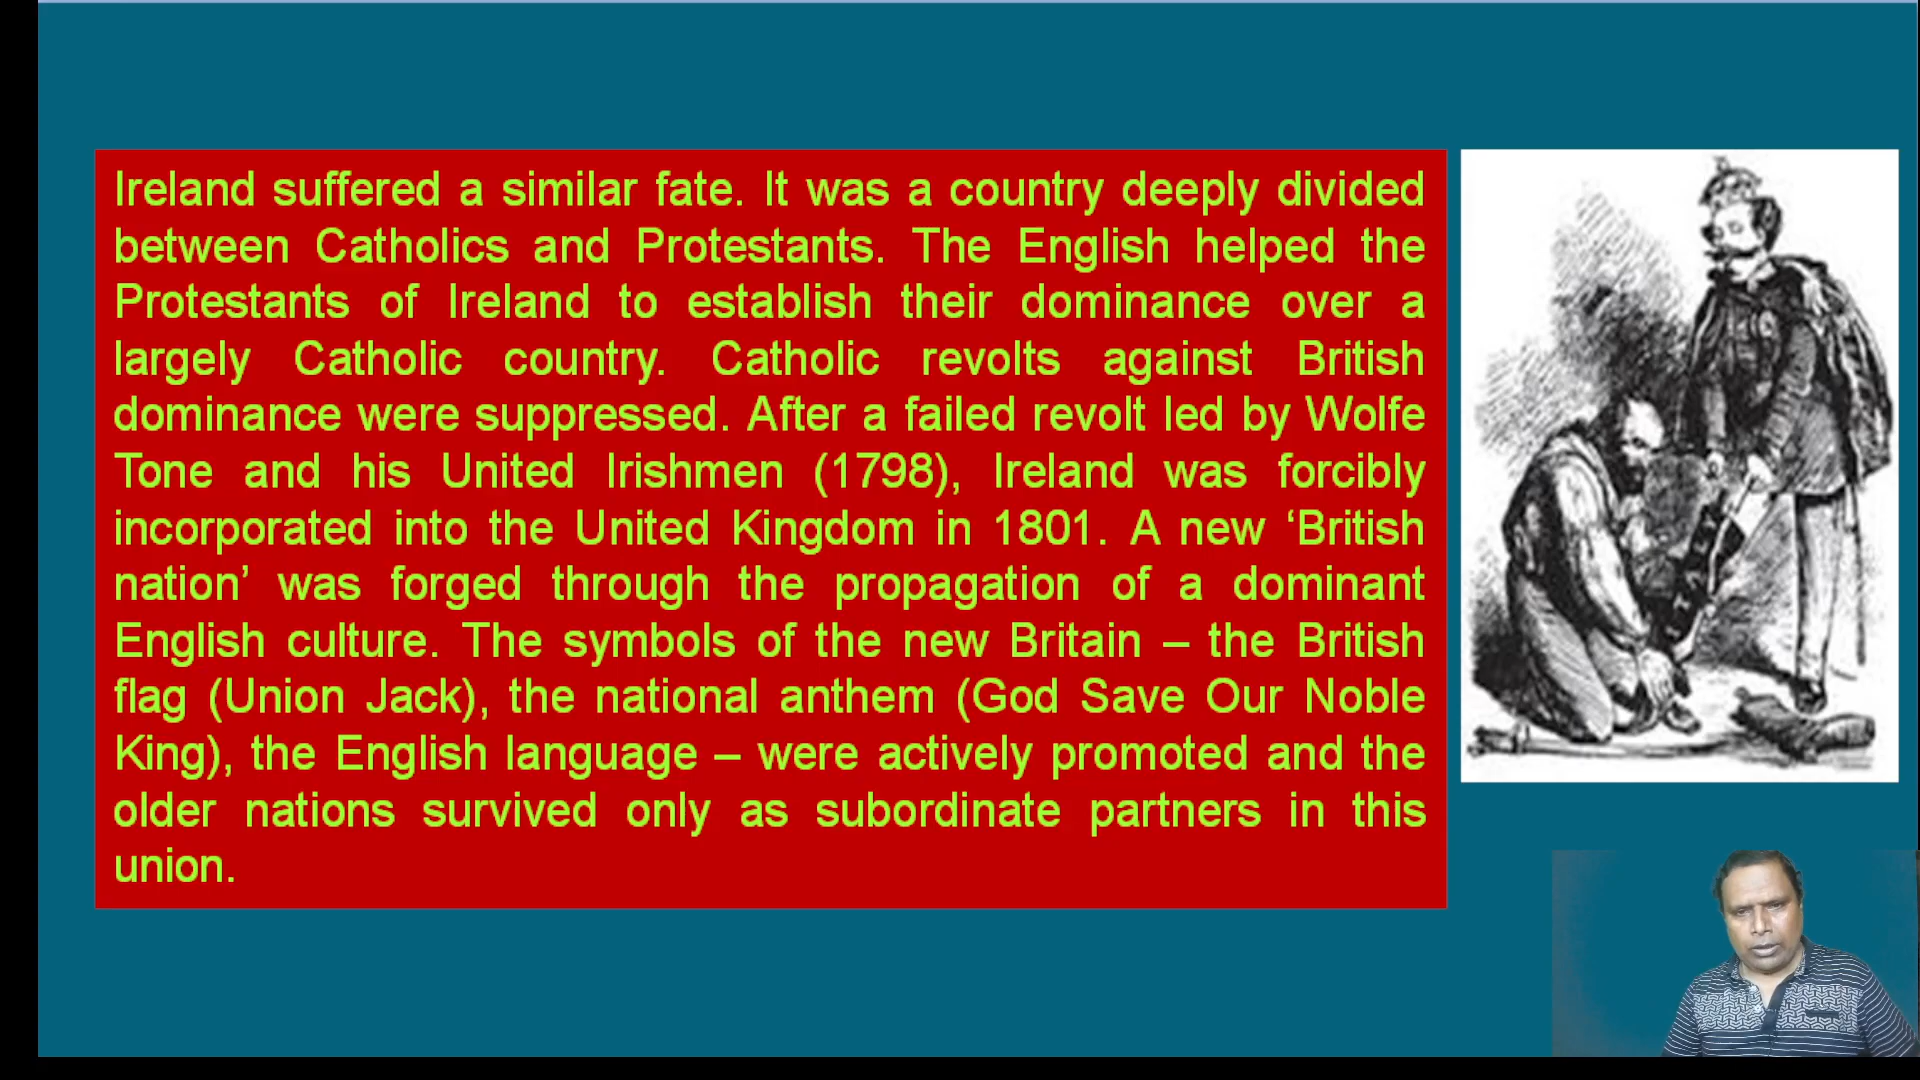 Ireland suffered a similar fate. It was a country deeply divided
between Catholics and Protestants. The English helped the
Protestants of Ireland to establish their dominance over a
largely Catholic country. Catholic revolts against British
dominance were suppressed. After a failed revolt led by Wolfe
Tone and his United Irishmen (1798), Ireland was forcibly
incorporated into the United Kingdom in 1801. A new ‘British
nation’ was forged through the propagation of a dominant
English culture. The symbols of the new Britain – the British
flag (Union Jack), the national anthem (God Save Our Noble
King), the English language – were actively promoted and the
older nations survived only as subordinate partners in this
union.